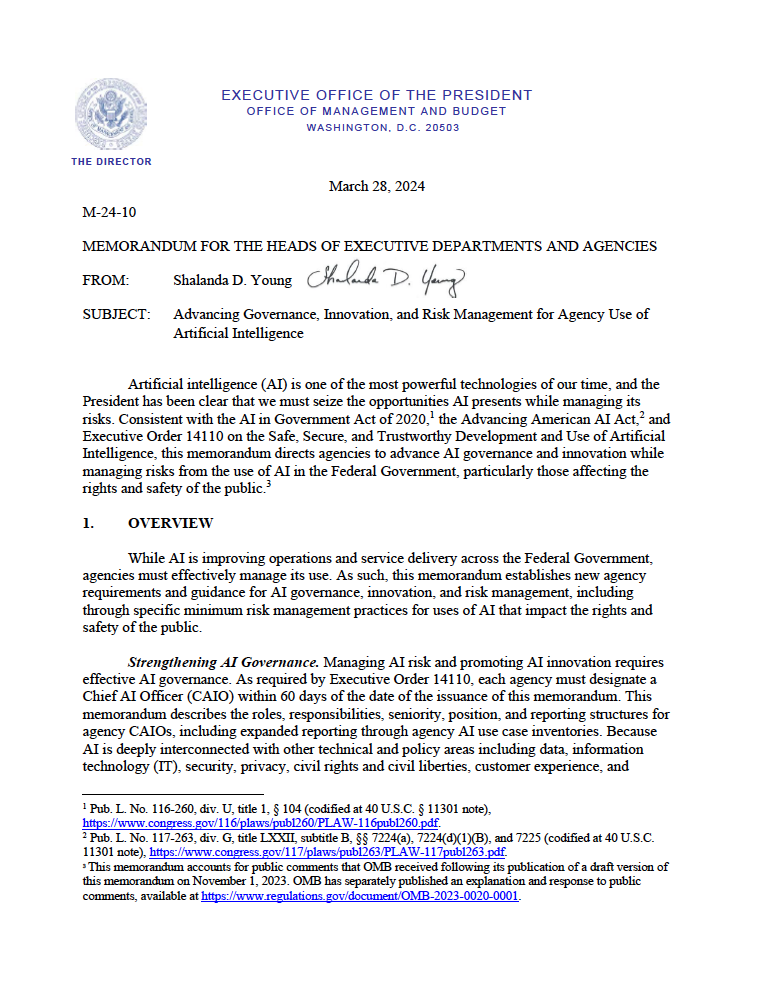 EXECUTIVE OFFICE OF THE PRESIDENT
OFFICE OF MANAGEMENT AND BUDGET
WASHINGTON, D.C. 20503
THE DIRECTOR
March 28, 2024
M-24-10
MEMORANDUM FOR THE HEADS OF EXECUTIVE DEPARTMENTS AND AGENCIES
FROM: Shalanda D. Young Shalanda D. Young
SUBJECT: Advancing Governance, Innovation, and Risk Management for Agency Use of
Artificial Intelligence
Artificial intelligence (AI) is one of the most powerful technologies of our time, and the
President has been clear that we must seize the opportunities AI presents while managing its
risks. Consistent with the AI in Government Act of 2020,1 the Advancing American AI Act,2 and
Executive Order 14110 on the Safe, Secure, and Trustworthy Development and Use of Artificial
Intelligence, this memorandum directs agencies to advance AI governance and innovation while
managing risks from the use of AI in the Federal Government, particularly those affecting the
rights and safety of the public.3
1. OVERVIEW
While AI is improving operations and service delivery across the Federal Government,
agencies must effectively manage its use. As such, this memorandum establishes new agency
requirements and guidance for AI governance, innovation, and risk management, including
through specific minimum risk management practices for uses of AI that impact the rights and
safety of the public.
Strengthening AI Governance. Managing AI risk and promoting AI innovation requires
effective AI governance. As required by Executive Order 14110, each agency must designate a
Chief AI Officer (CAIO) within 60 days of the date of the issuance of this memorandum. This
memorandum describes the roles, responsibilities, seniority, position, and reporting structures for
agency CAIOs, including expanded reporting through agency AI use case inventories. Because
AI is deeply interconnected with other technical and policy areas including data, information
technology (IT), security, privacy, civil rights and civil liberties, customer experience, and
1 Pub. L. No. 116-260, div. U, title 1, § 104 (codified at 40 U.S.C. § 11301 note),
https://www.congress.gov/116/plaws/publ260/PLAW-116publ260.pdf.
2 Pub. L. No. 117-263, div. G, title LXXII, subtitle B, §§ 7224(a), 7224(d)(1)(B), and 7225 (codified at 40 U.S.C.
11301 note), https://www.congress.gov/117/plaws/publ263/PLAW-117publ263.pdf.
3 This memorandum accounts for public comments that OMB received following its publication of a draft version of
this memorandum on November 1, 2023. OMB has separately published an explanation and response to public
comments, available at https://www.regulations.gov/document/OMB-2023-0020-0001.